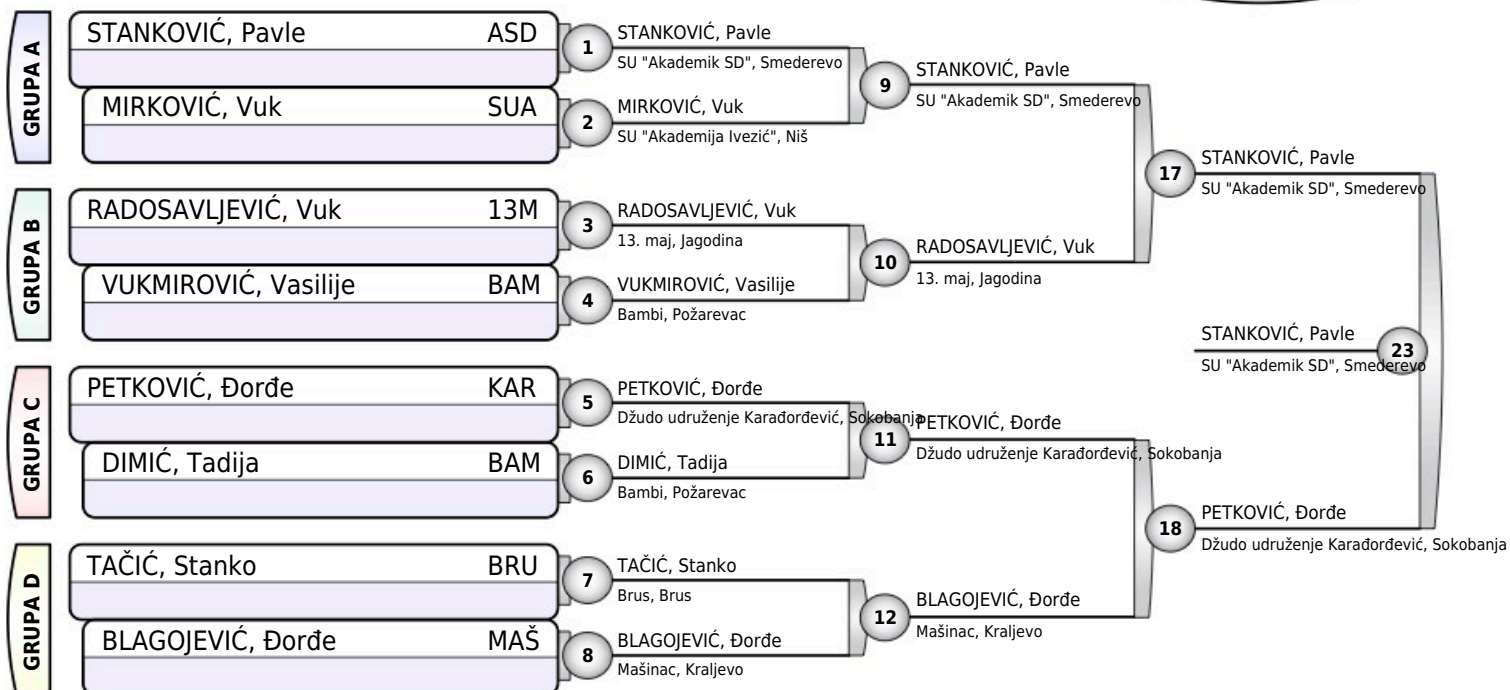 GRUPA A
STANKOVIĆ, Pavle ASD
MIRKOVIĆ, Vuk SUA
1
STANKOVIĆ, Pavle
SU "Akademik SD", Smederevo
2
MIRKOVIĆ, Vuk
SU "Akademija Ivezić", Niš
9
STANKOVIĆ, Pavle
SU "Akademik SD", Smederevo
GRUPA B
RADOSAVLJEVIĆ, Vuk 13M
VUKMIROVIĆ, Vasilije BAM
3
RADOSAVLJEVIĆ, Vuk
13. maj, Jagodina
4
VUKMIROVIĆ, Vasilije
Bambi, Požarevac
10
RADOSAVLJEVIĆ, Vuk
13. maj, Jagodina
17
STANKOVIĆ, Pavle
SU "Akademik SD", Smederevo
GRUPA C
PETKOVIĆ, Đorđe KAR
DIMIĆ, Tadija BAM
5
PETKOVIĆ, Đorđe
Džudo udruženje Karađorđević, Sokobanja
6
DIMIĆ, Tadija
Bambi, Požarevac
11
PETKOVIĆ, Đorđe
Džudo udruženje Karađorđević, Sokobanja
GRUPA D
TAČIĆ, Stanko BRU
BLAGOJEVIĆ, Đorđe MAŠ
7
TAČIĆ, Stanko
Brus, Brus
8
BLAGOJEVIĆ, Đorđe
Mašinac, Kraljevo
12
BLAGOJEVIĆ, Đorđe
Mašinac, Kraljevo
18
PETKOVIĆ, Đorđe
Džudo udruženje Karađorđević, Sokobanja
STANKOVIĆ, Pavle
SU "Akademik SD", Smederevo
23